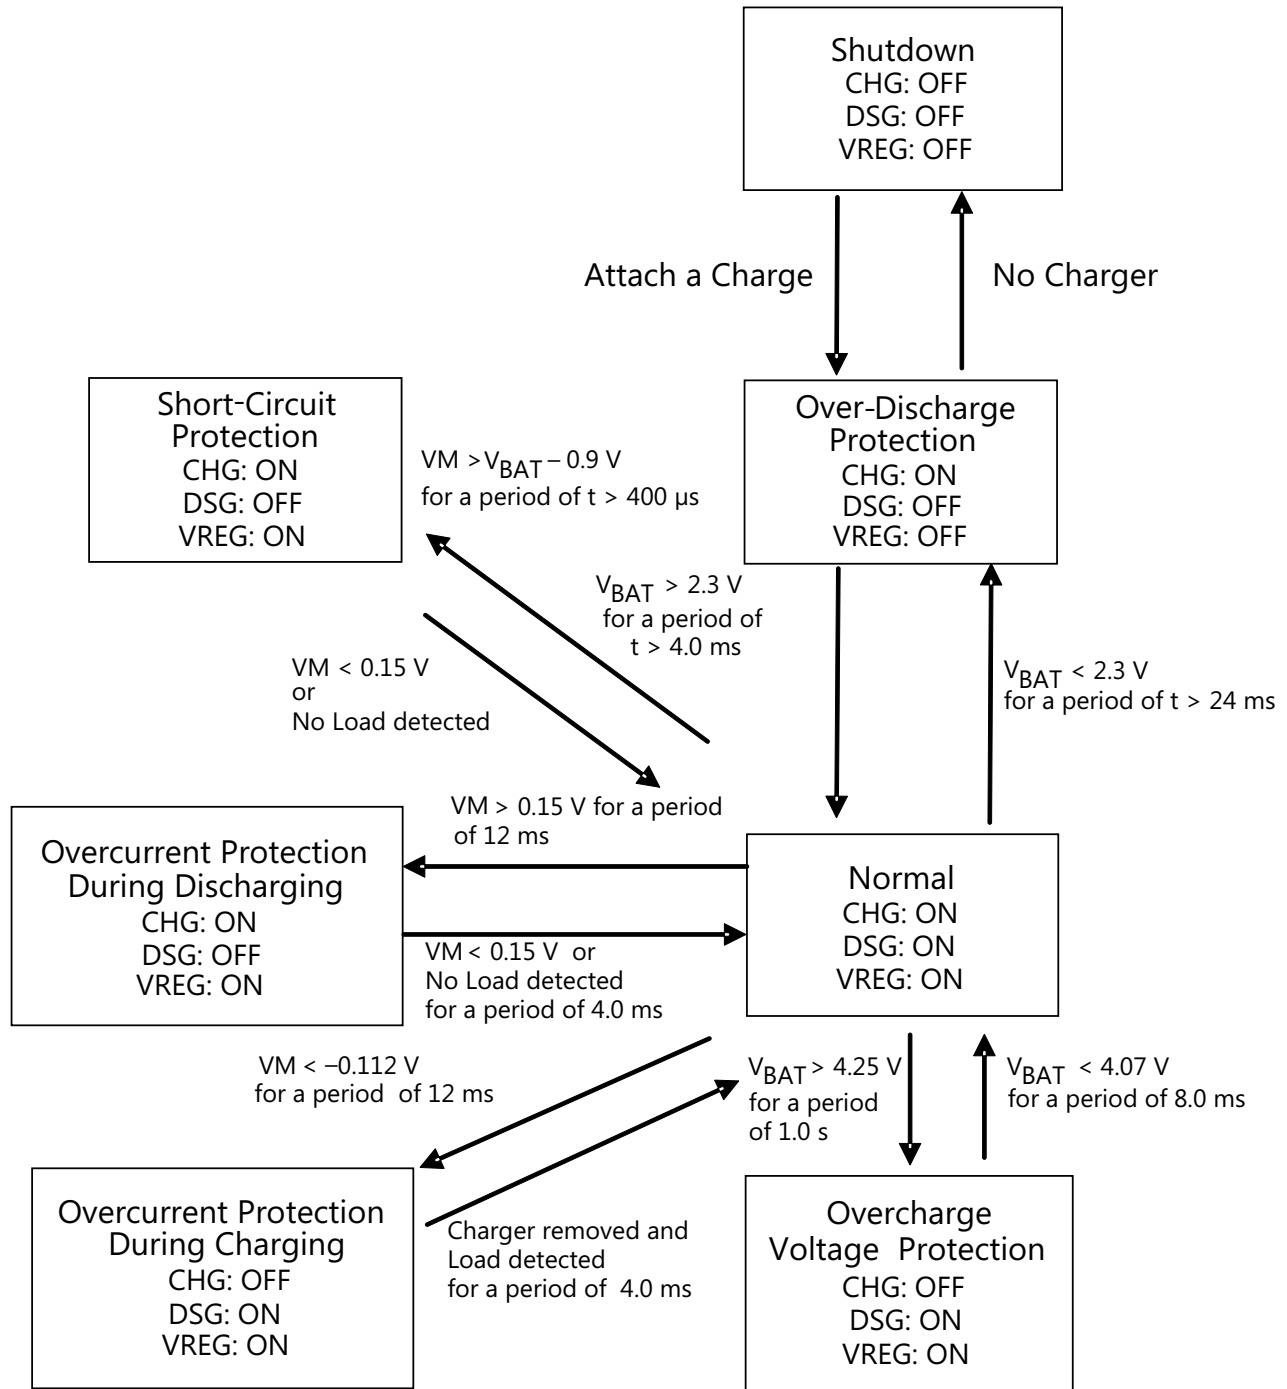 Shutdown
CHG: OFF
DSG: OFF
VREG: OFF
Attach a Charge
No Charger
Short-Circuit
Protection
CHG: ON
DSG: OFF
VREG: ON
VM > VBAT – 0.9 V
for a period of t > 400 µs
Over-Discharge
Protection
CHG: ON
DSG: OFF
VREG: OFF
VBAT > 2.3 V
for a period of
t > 4.0 ms
VM < 0.15 V
or
No Load detected
VBAT < 2.3 V
for a period of t > 24 ms
VM > 0.15 V for a period
of 12 ms
Overcurrent Protection
During Discharging
CHG: ON
DSG: OFF
VREG: ON
Normal
CHG: ON
DSG: ON
VREG: ON
VM < 0.15 V or
No Load detected
for a period of 4.0 ms
VM < –0.112 V
for a period of 12 ms
VBAT > 4.25 V
for a period
of 1.0 s
VBAT < 4.07 V
for a period of 8.0 ms
Overcurrent Protection
During Charging
CHG: OFF
DSG: ON
VREG: ON
Charger removed and
Load detected
for a period of 4.0 ms
Overcharge
Voltage Protection
CHG: OFF
DSG: ON
VREG: ON